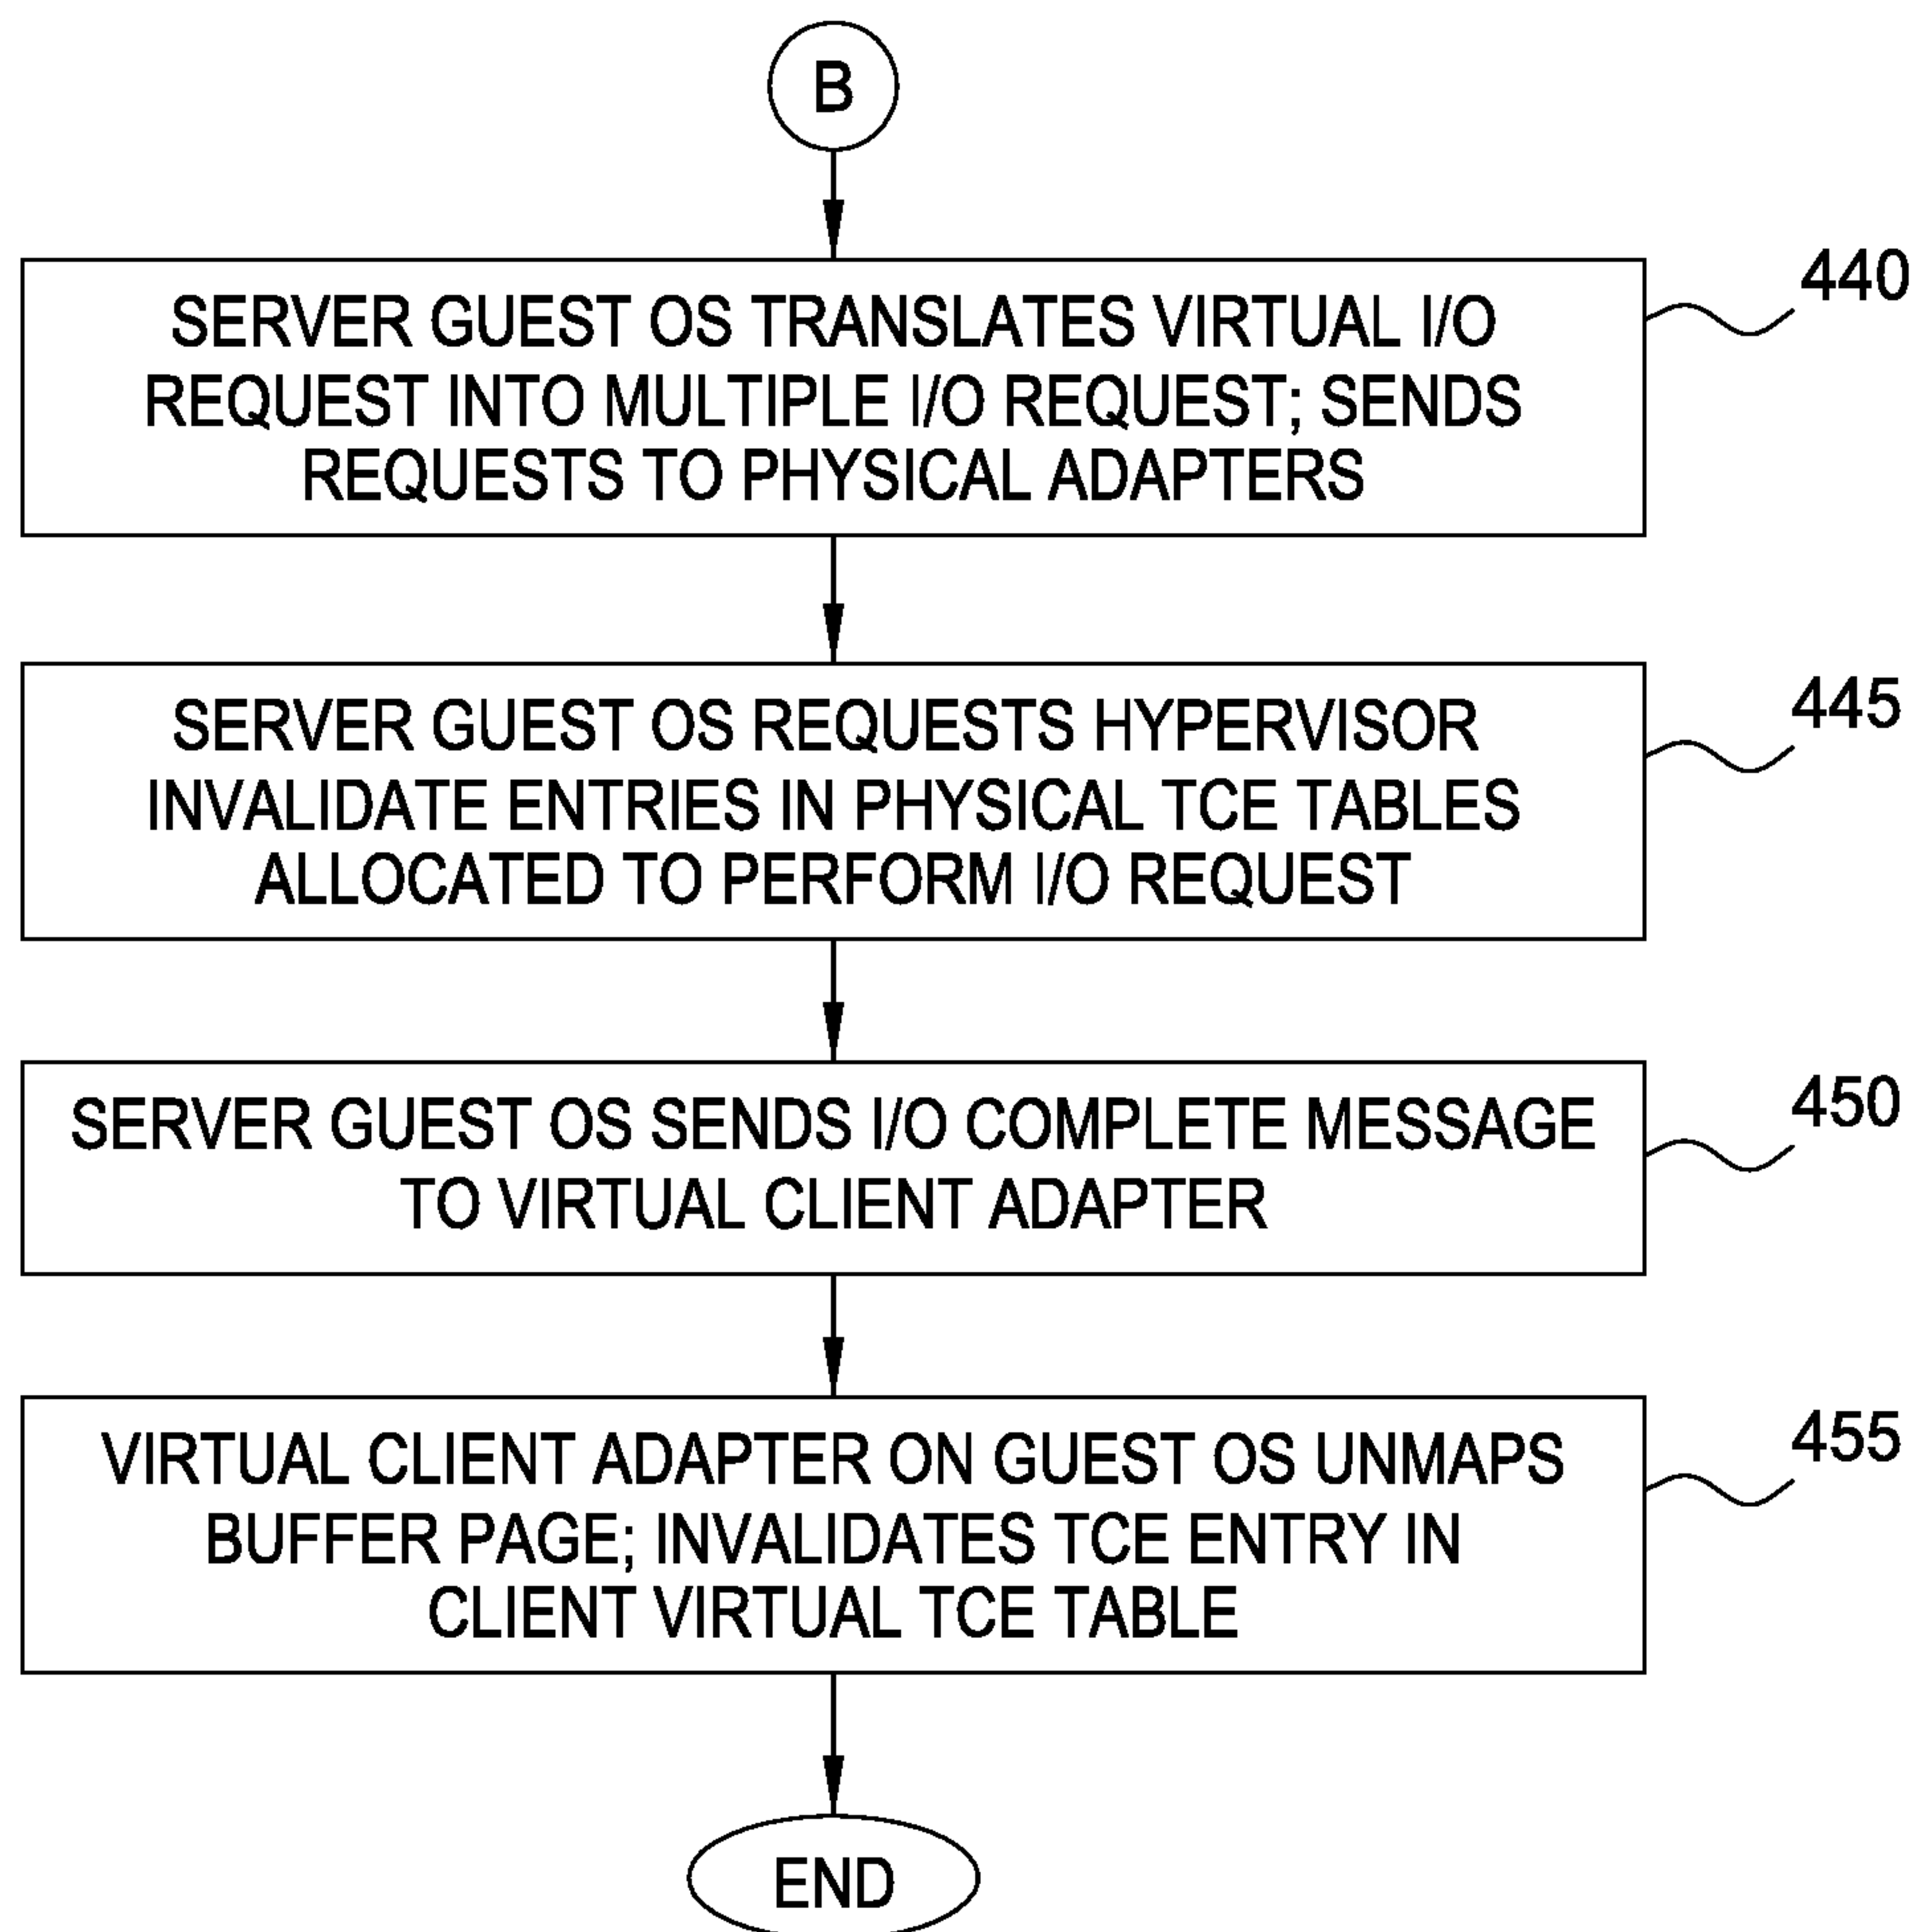 B
SERVER GUEST OS TRANSLATES VIRTUAL I/O
REQUEST INTO MULTIPLE I/O REQUEST; SENDS
REQUESTS TO PHYSICAL ADAPTERS
440
SERVER GUEST OS REQUESTS HYPERVISOR
INVALIDATE ENTRIES IN PHYSICAL TCE TABLES
ALLOCATED TO PERFORM I/O REQUEST
445
SERVER GUEST OS SENDS I/O COMPLETE MESSAGE
TO VIRTUAL CLIENT ADAPTER
450
VIRTUAL CLIENT ADAPTER ON GUEST OS UNMAPS
BUFFER PAGE; INVALIDATES TCE ENTRY IN
CLIENT VIRTUAL TCE TABLE
455
END